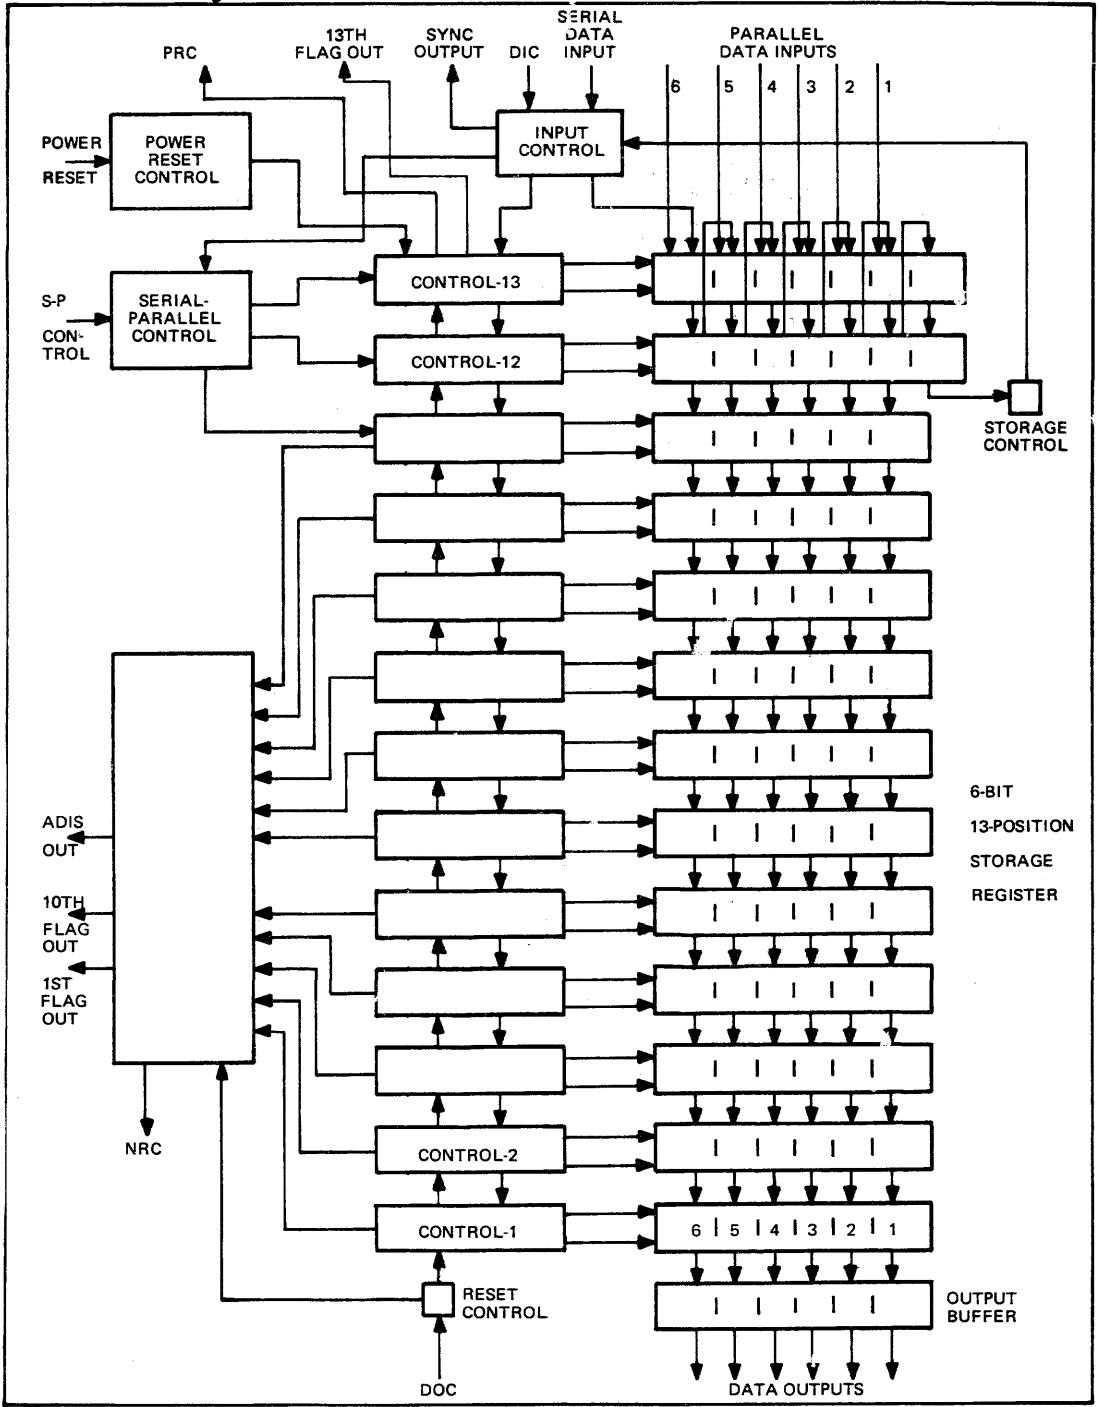 PRC
13TH
FLAG OUT
SYNC
OUTPUT
DIC
SERIAL
DATA
INPUT
PARALLEL
DATA INPUTS
6 5 4 3 2 1
POWER
RESET
POWER
RESET
CONTROL
INPUT
CONTROL
S-P
CON-
TROL
SERIAL-
PARALLEL
CONTROL
CONTROL-13
CONTROL-12
STORAGE
CONTROL
6-BIT
13-POSITION
STORAGE
REGISTER
ADIS
OUT
10TH
FLAG
OUT
1ST
FLAG
OUT
NRC
CONTROL-2
CONTROL-1
6 5 4 3 2 1
RESET
CONTROL
OUTPUT
BUFFER
DOC
DATA OUTPUTS